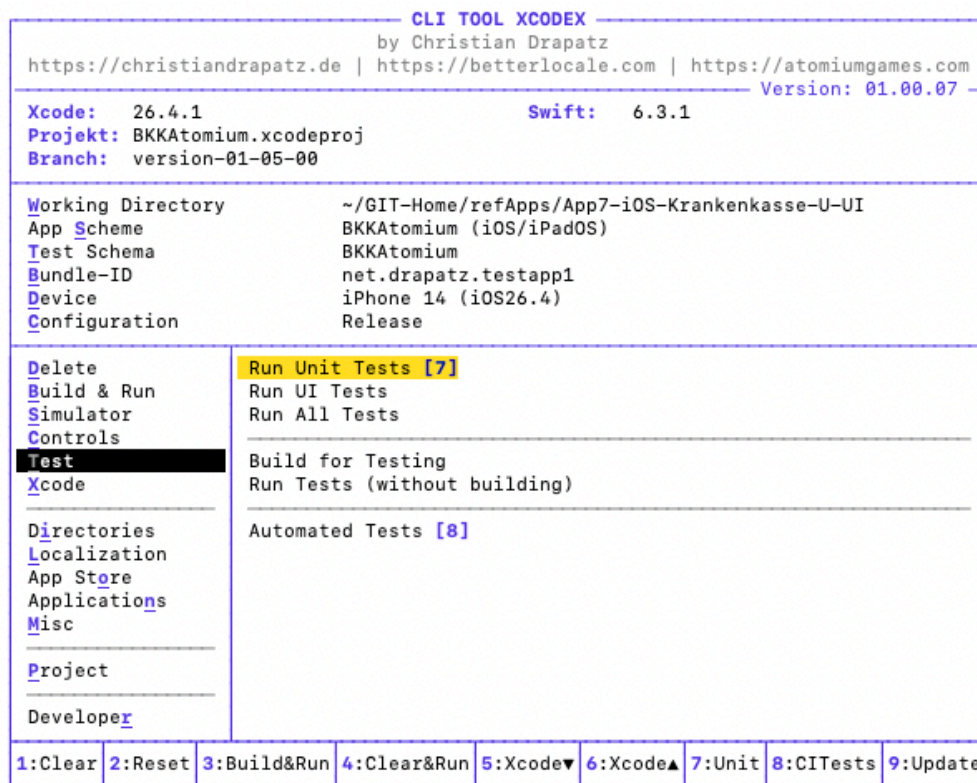 CLI TOOL XCODEX
by Christian Drapatz
https://christiandrapatz.de | https://betterlocale.com | https://atomiumgames.com
Version: 01.00.07
Xcode: 26.4.1 Swift: 6.3.1
Projekt: BKKAtomium.xcodeproj
Branch: version-01-05-00
Working Directory ~/GIT-Home/refApps/App7-iOS-Krankenkasse-U-UI
App Scheme BKKAtomium (iOS/iPadOS)
Test Schema BKKAtomium
Bundle-ID net.drapatz.testapp1
Device iPhone 14 (iOS26.4)
Configuration Release
Delete
Build & Run
Simulator
Controls
Test
Xcode
Directories
Localization
App Store
Applications
Misc
Project
Developer
Run Unit Tests [7]
Run UI Tests
Run All Tests
Build for Testing
Run Tests (without building)
Automated Tests [8]
1:Clear 2:Reset 3:Build&Run 4:Clear&Run 5:Xcode▼ 6:Xcode▲ 7:Unit 8:CITests 9:Update